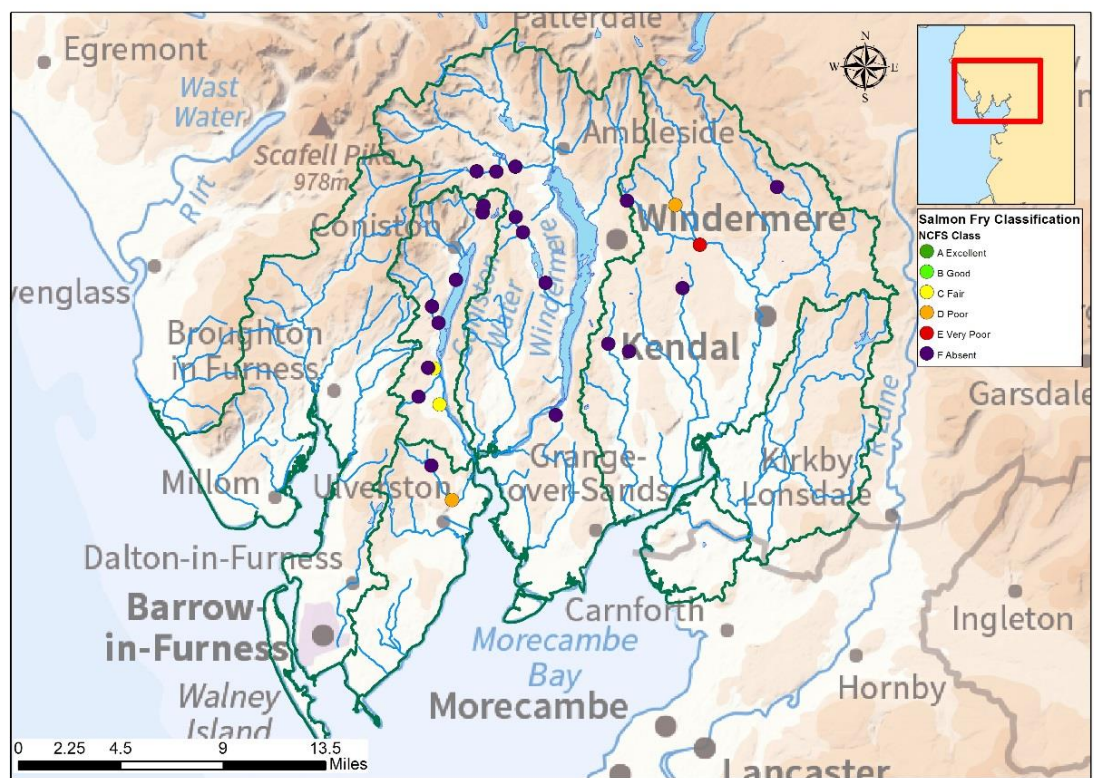 Patterdale
Egremont
Wast
Water
Ambleside
Scafell Pike
978m
R Irt
Coniston
Windermere
venglass
Coniston
Water
Windermere
Broughton
in Furness
Kendal
Garsdale
R Lune
Millom
Ulverston
Grange-
over-Sands
Kirkby
Lonsdale
Dalton-in-Furness
Barrow-
in-Furness
Carnforth
Ingleton
Morecambe
Bay
Hornby
Walney
Island
Morecambe
Lancaster
N
W
E
S
Salmon Fry Classification
NCFS Class
A Excellent
B Good
C Fair
D Poor
E Very Poor
F Absent
0 2.25 4.5 9 13.5
Miles